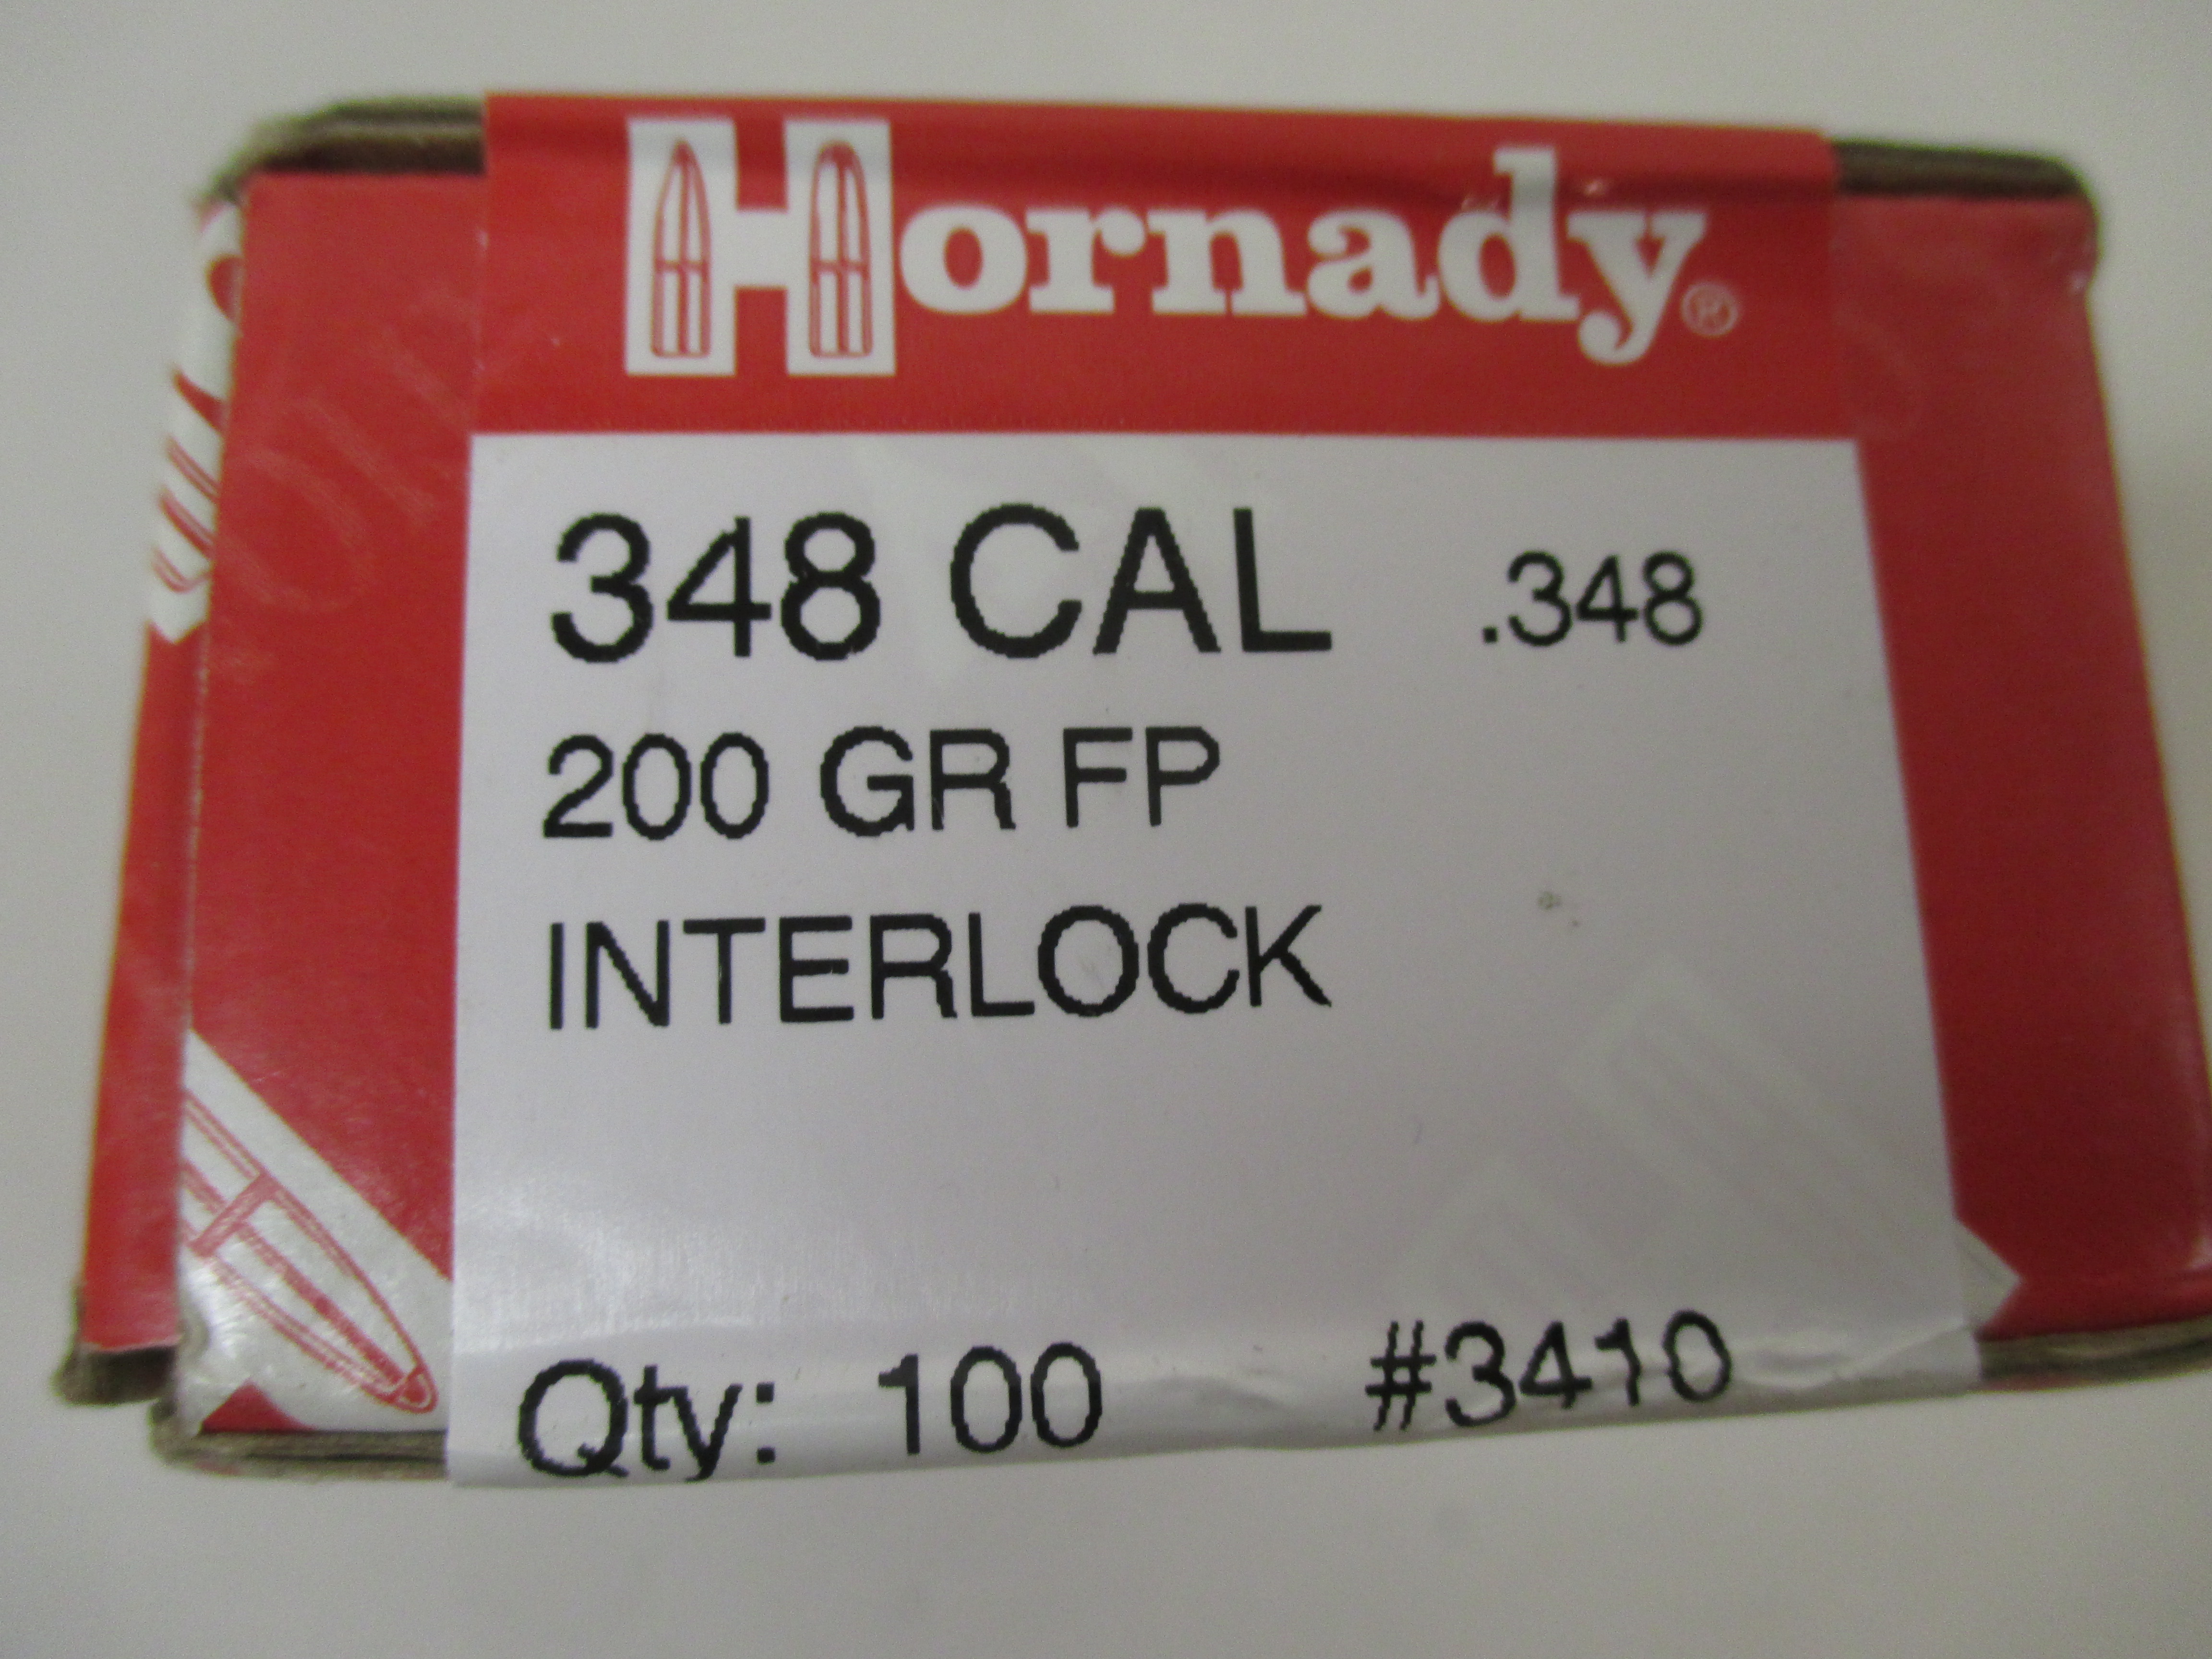 Hornady®
348 CAL .348
200 GR FP
INTERLOCK
Qty: 100 #3410